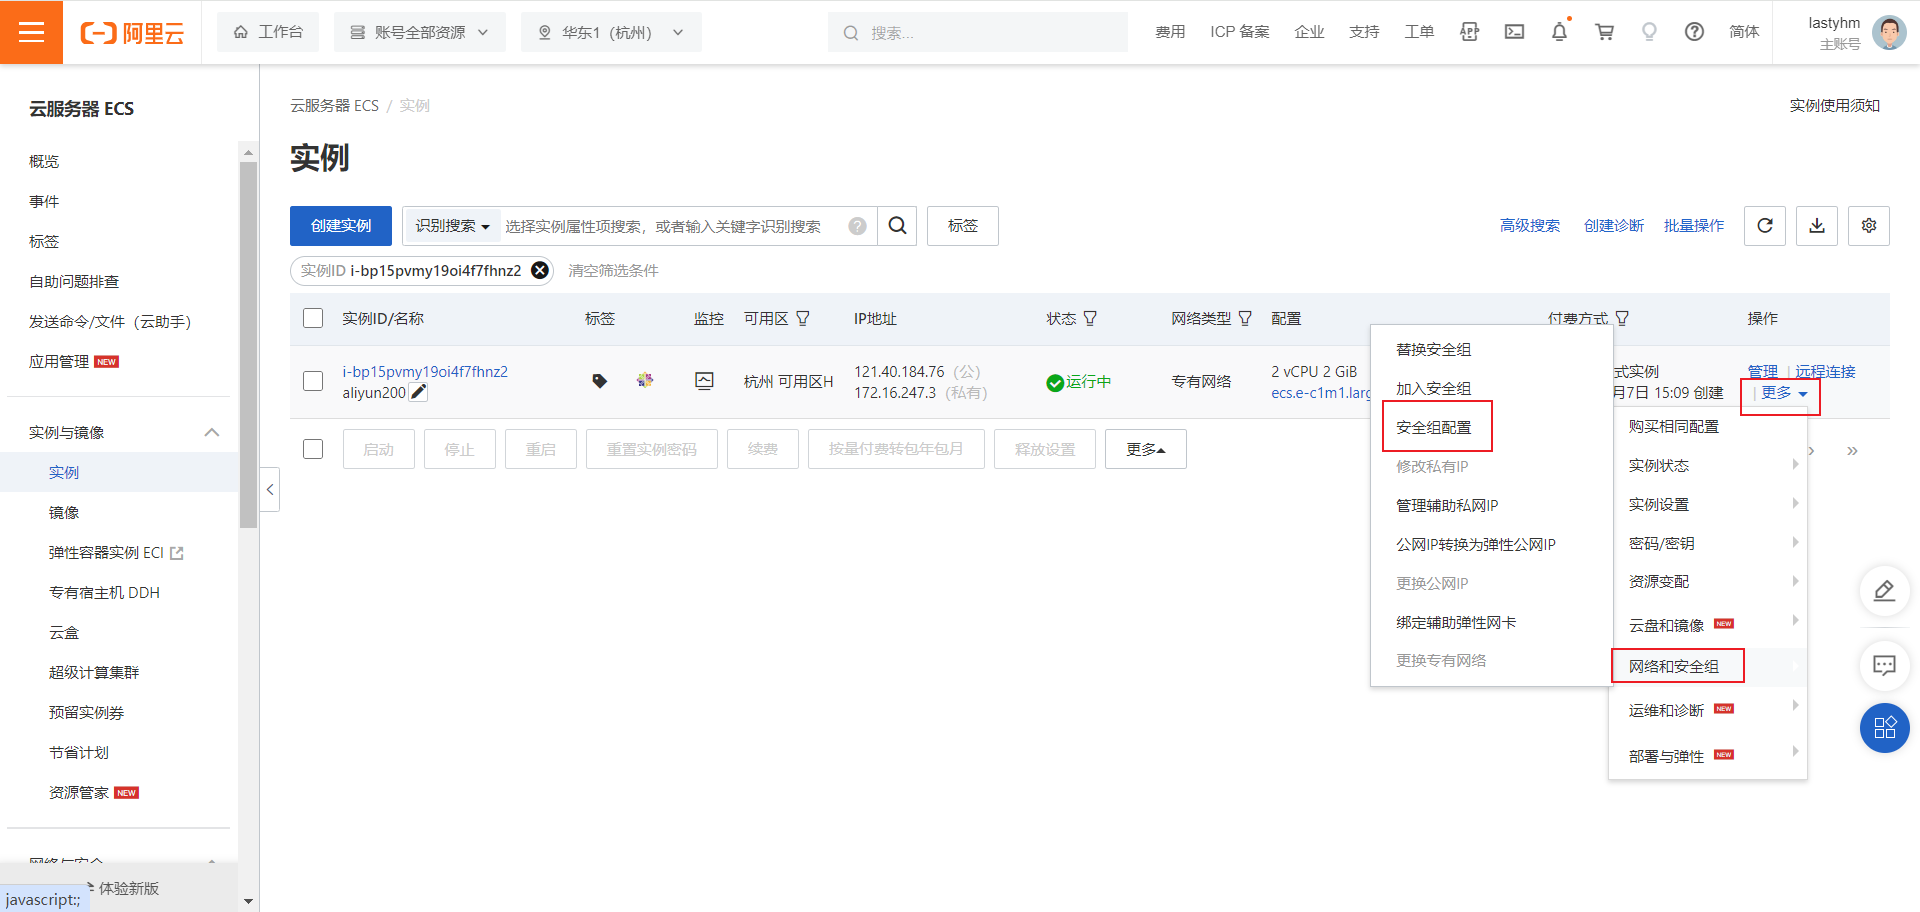 阿里云
工作台
账号全部资源
华东1（杭州）
搜索...
费用
ICP 备案
企业
支持
工单
APP
简体
lastyhm
主账号
云服务器 ECS
概览
事件
标签
自助问题排查
发送命令/文件（云助手）
应用管理 NEW
实例与镜像
实例
镜像
弹性容器实例 ECI
专有宿主机 DDH
云盒
超级计算集群
预留实例券
节省计划
资源管家 NEW
网络与安全
体验新版
javascript:;
云服务器 ECS / 实例
实例使用须知
实例
创建实例
识别搜索
选择实例属性项搜索，或者输入关键字识别搜索
标签
高级搜索
创建诊断
批量操作
实例ID i-bp15pvmy19oi4f7fhnz2
清空筛选条件
实例ID/名称
标签
监控
可用区
IP地址
状态
网络类型
配置
付费方式
操作
i-bp15pvmy19oi4f7fhnz2
aliyun200
杭州 可用区H
121.40.184.76 （公）
172.16.247.3 （私有）
运行中
专有网络
2 vCPU 2 GiB
ecs.e-c1m1.larg
式实例
月7日 15:09 创建
管理 | 远程连接
| 更多
启动
停止
重启
重置实例密码
续费
按量付费转包年包月
释放设置
更多
替换安全组
加入安全组
安全组配置
修改私有IP
管理辅助私网IP
公网IP转换为弹性公网IP
更换公网IP
绑定辅助弹性网卡
更换专有网络
购买相同配置
实例状态
实例设置
密码/密钥
资源变配
云盘和镜像 NEW
网络和安全组
运维和诊断 NEW
部署与弹性 NEW